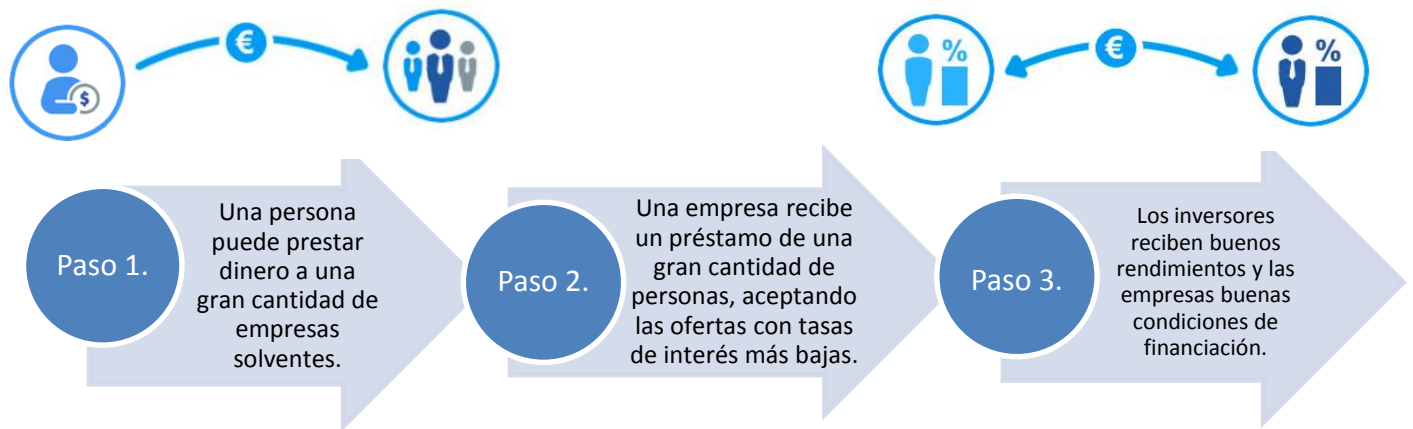 €
$
%
€
%
Paso 1.
Una persona
puede prestar
dinero a una
gran cantidad de
empresas
solventes.
Paso 2.
Una empresa recibe
un préstamo de una
gran cantidad de
personas, aceptando
las ofertas con tasas
de interés más bajas.
Paso 3.
Los inversores
reciben buenos
rendimientos y las
empresas buenas
condiciones de
financiación.